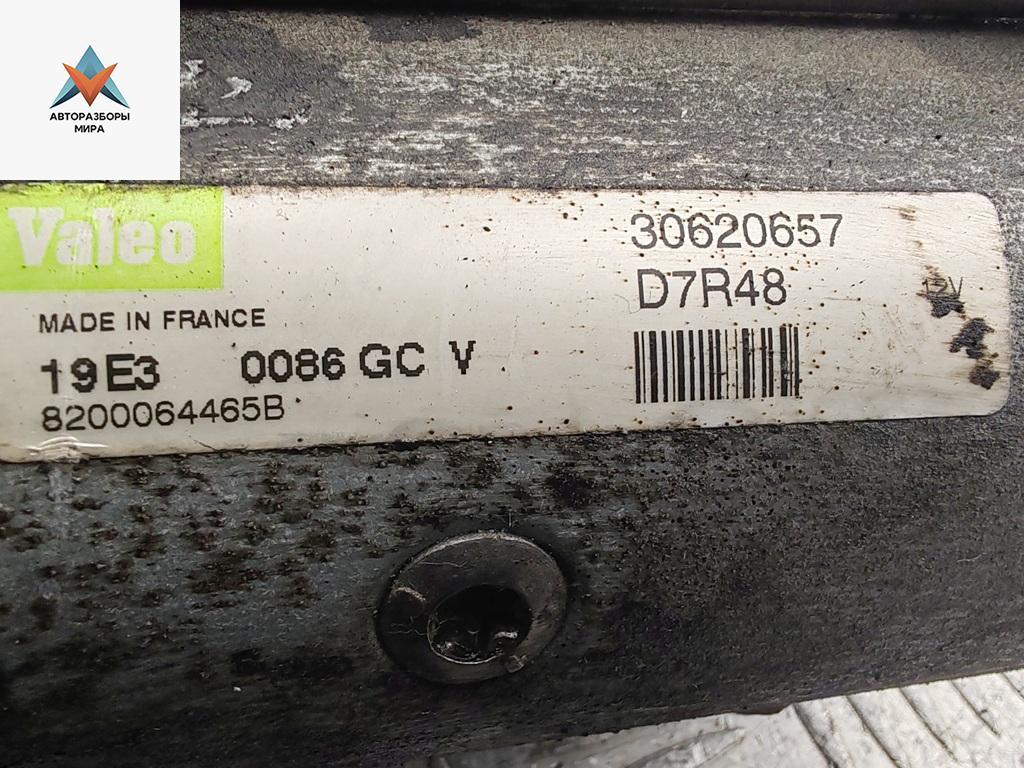 АВТОРАЗБОРЫ
МИРА
Valeo
30620657
D7R48
12V
MADE IN FRANCE
19E3 0086 GC V
8200064465B